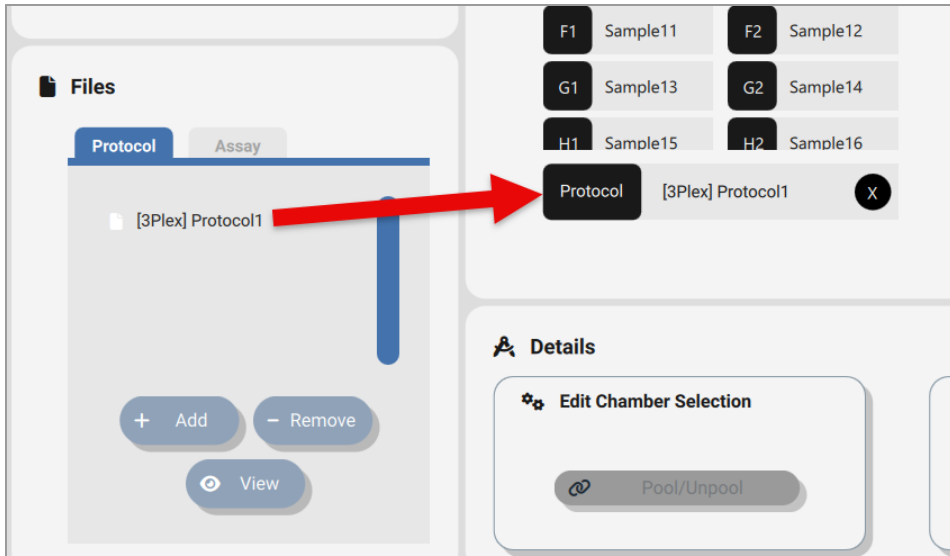 Files
Protocol
Assay
[3Plex] Protocol1
+ Add
− Remove
View
F1 Sample11 F2 Sample12
G1 Sample13 G2 Sample14
H1 Sample15 H2 Sample16
Protocol [3Plex] Protocol1 X
Details
Edit Chamber Selection
Pool/Unpool